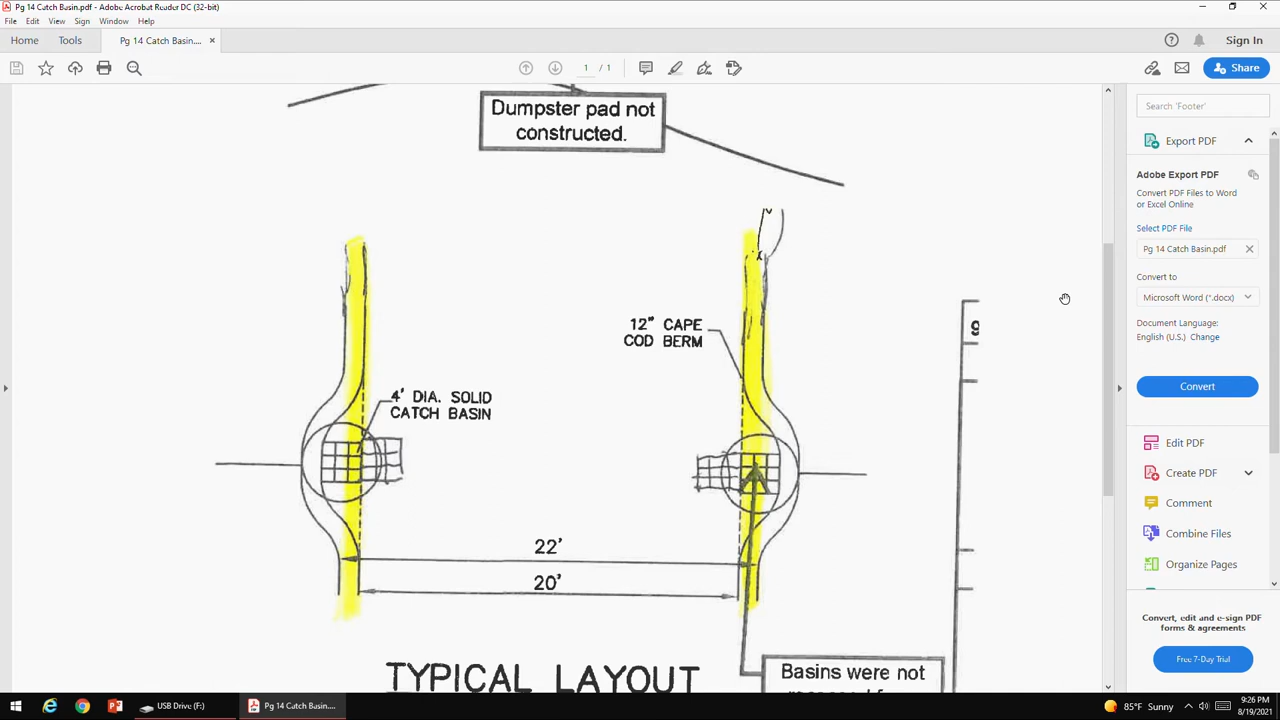 Pg 14 Catch Basin.pdf - Adobe Acrobat Reader DC (32-bit)
File Edit View Sign Window Help
Home Tools Pg 14 Catch Basin.... × Sign In
1 / 1 Share
Dumpster pad not
constructed.
12" CAPE
COD BERM
4' DIA. SOLID
CATCH BASIN
22'
20'
TYPICAL LAYOUT
Basins were not
Search 'Footer'
Export PDF
Adobe Export PDF
Convert PDF Files to Word
or Excel Online
Select PDF File
Pg 14 Catch Basin.pdf
Convert to
Microsoft Word (*.docx)
Document Language:
English (U.S.) Change
Convert
Edit PDF
Create PDF
Comment
Combine Files
Organize Pages
Convert, edit and e-sign PDF
forms & agreements
Free 7-Day Trial
USB Drive (F:) Pg 14 Catch Basin.... 85°F Sunny 9:26 PM
8/19/2021